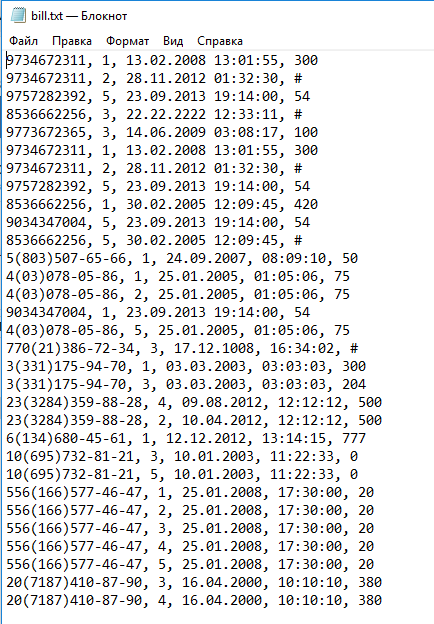 bill.txt — Блокнот
Файл Правка Формат Вид Справка
9734672311, 1, 13.02.2008 13:01:55, 300
9734672311, 2, 28.11.2012 01:32:30, #
9757282392, 5, 23.09.2013 19:14:00, 54
8536662256, 3, 22.22.2222 12:33:11, #
9773672365, 3, 14.06.2009 03:08:17, 100
9734672311, 1, 13.02.2008 13:01:55, 300
9734672311, 2, 28.11.2012 01:32:30, #
9757282392, 5, 23.09.2013 19:14:00, 54
8536662256, 1, 30.02.2005 12:09:45, 420
9034347004, 5, 23.09.2013 19:14:00, 54
8536662256, 5, 30.02.2005 12:09:45, #
5(803)507-65-66, 1, 24.09.2007, 08:09:10, 50
4(03)078-05-86, 1, 25.01.2005, 01:05:06, 75
4(03)078-05-86, 2, 25.01.2005, 01:05:06, 75
9034347004, 1, 23.09.2013 19:14:00, 54
4(03)078-05-86, 5, 25.01.2005, 01:05:06, 75
770(21)386-72-34, 3, 17.12.1008, 16:34:02, #
3(331)175-94-70, 1, 03.03.2003, 03:03:03, 300
3(331)175-94-70, 3, 03.03.2003, 03:03:03, 204
23(3284)359-88-28, 4, 09.08.2012, 12:12:12, 500
23(3284)359-88-28, 2, 10.04.2012, 12:12:12, 500
6(134)680-45-61, 1, 12.12.2012, 13:14:15, 777
10(695)732-81-21, 3, 10.01.2003, 11:22:33, 0
10(695)732-81-21, 5, 10.01.2003, 11:22:33, 0
556(166)577-46-47, 1, 25.01.2008, 17:30:00, 20
556(166)577-46-47, 2, 25.01.2008, 17:30:00, 20
556(166)577-46-47, 3, 25.01.2008, 17:30:00, 20
556(166)577-46-47, 4, 25.01.2008, 17:30:00, 20
556(166)577-46-47, 5, 25.01.2008, 17:30:00, 20
20(7187)410-87-90, 3, 16.04.2000, 10:10:10, 380
20(7187)410-87-90, 4, 16.04.2000, 10:10:10, 380